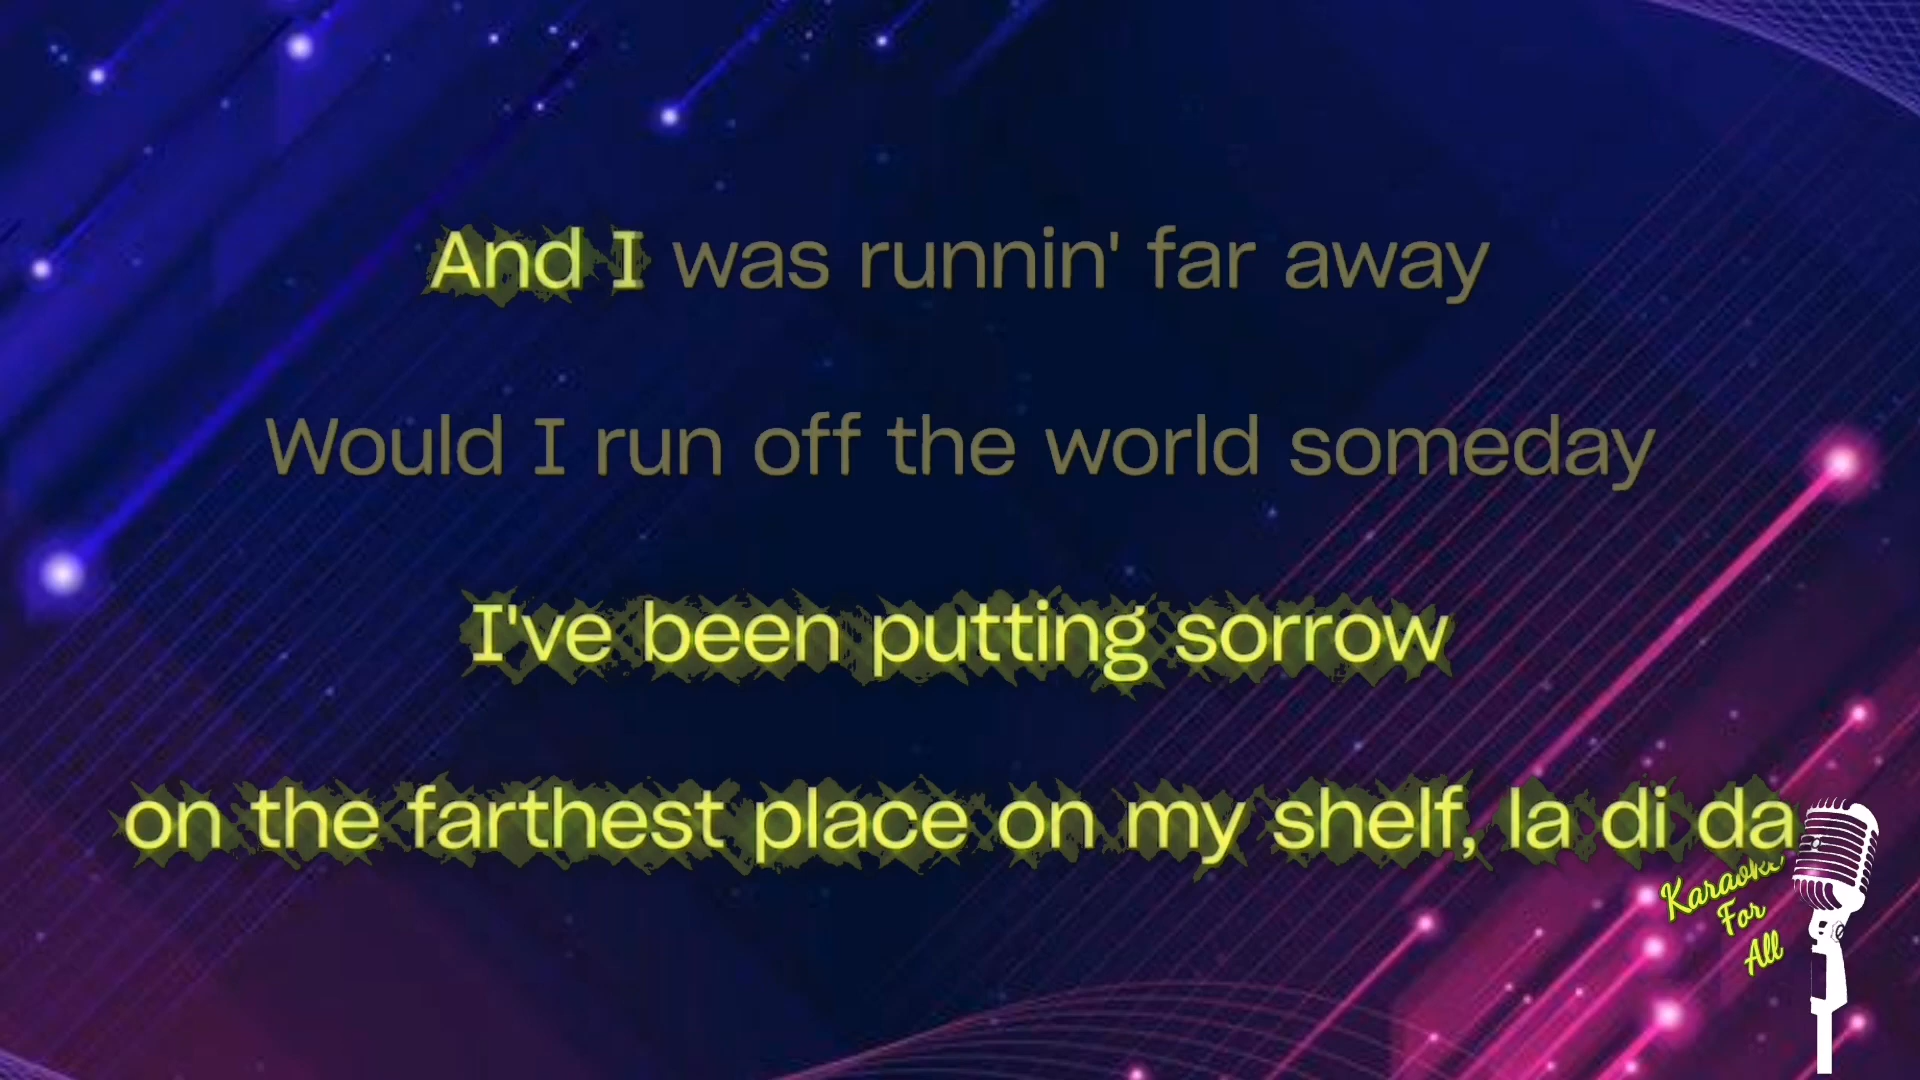 And I was runnin' far away
Would I run off the world someday
I've been putting sorrow
on the farthest place on my shelf, la di da
Karaoke
For
All